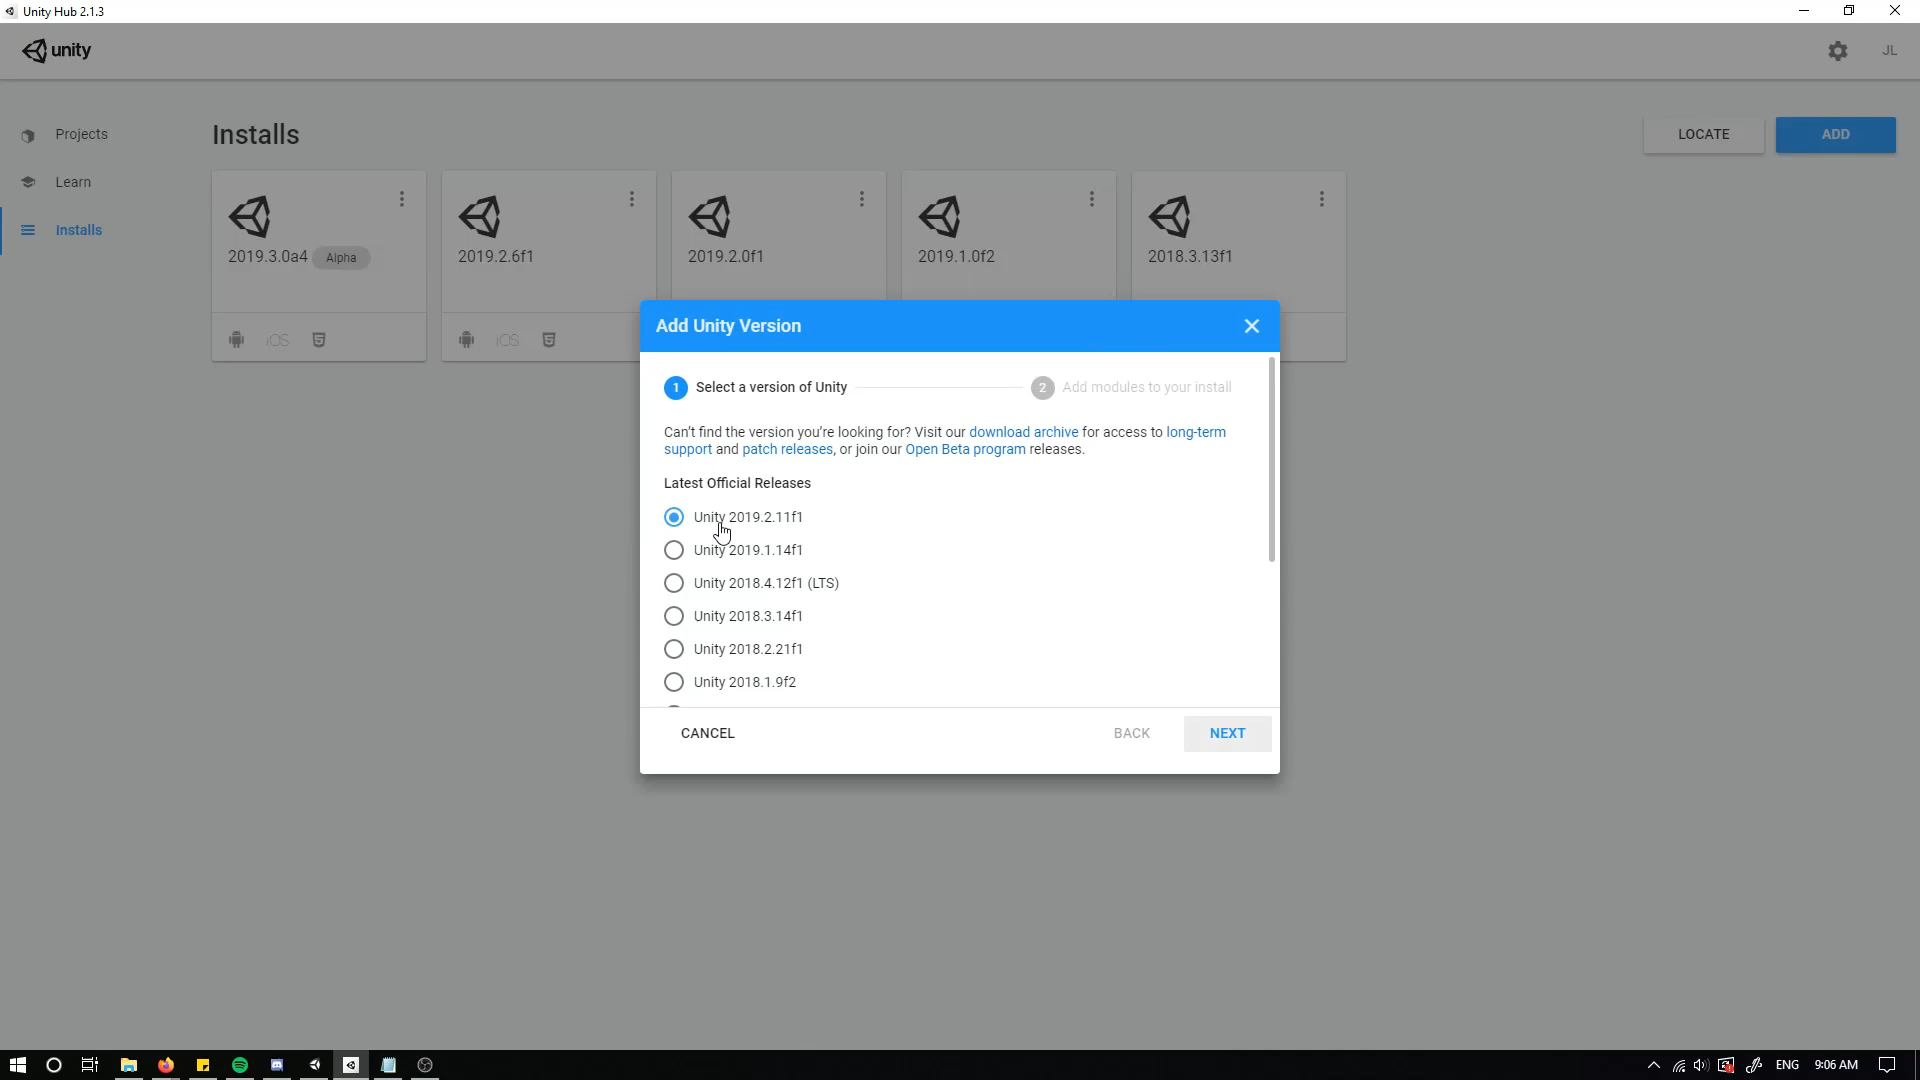 Unity Hub 2.1.3
unity
JL
Projects
Learn
Installs
Installs
LOCATE
ADD
2019.3.0a4 Alpha
iOS
2019.2.6f1
iOS
2019.2.0f1
2019.1.0f2
2018.3.13f1
Add Unity Version
1 Select a version of Unity
2 Add modules to your install
Can't find the version you're looking for? Visit our download archive for access to long-term
support and patch releases, or join our Open Beta program releases.
Latest Official Releases
Unity 2019.2.11f1
Unity 2019.1.14f1
Unity 2018.4.12f1 (LTS)
Unity 2018.3.14f1
Unity 2018.2.21f1
Unity 2018.1.9f2
CANCEL
BACK
NEXT
ENG
9:06 AM